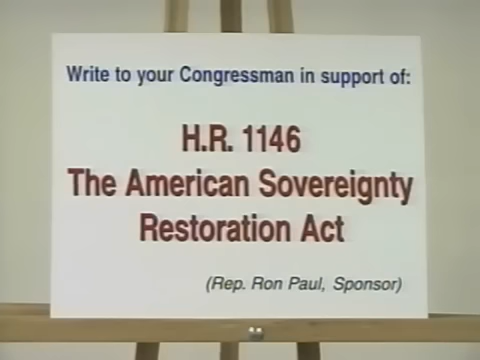 Write to your Congressman in support of:
H.R. 1146
The American Sovereignty
Restoration Act
(Rep. Ron Paul, Sponsor)